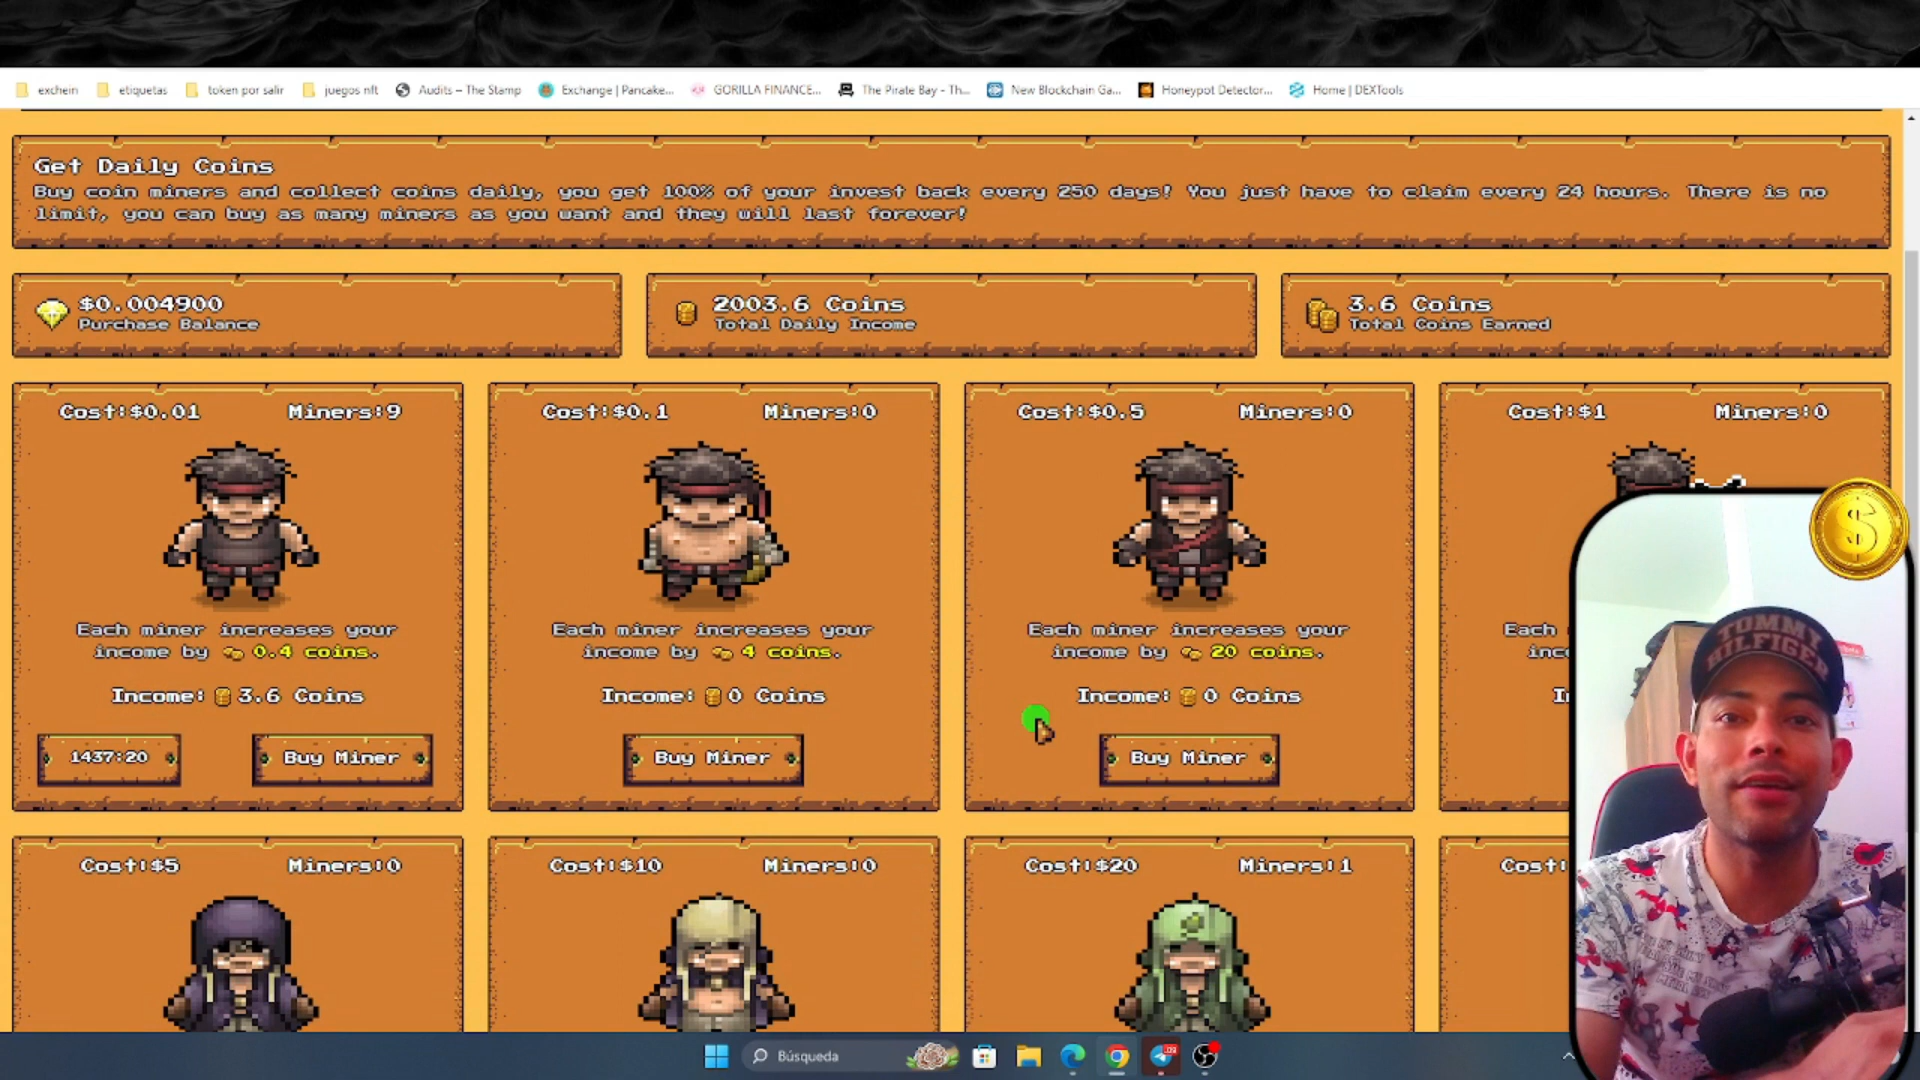 exchein
etiquetas
token por salir
juegos nft
Audits – The Stamp
Exchange | Pancake...
GORILLA FINANCE...
The Pirate Bay - Th...
New Blockchain Ga...
Honeypot Detector...
Home | DEXTools
Get Daily Coins
Buy coin miners and collect coins daily, you get 100% of your invest back every 250 days! You just have to claim every 24 hours. There is no
limit, you can buy as many miners as you want and they will last forever!
$0.004900
Purchase Balance
2003.6 Coins
Total Daily Income
3.6 Coins
Total Coins Earned
Cost:$0.01 Miners:9
Each miner increases your
income by 0.4 coins.
Income: 3.6 Coins
1437:20 Buy Miner
Cost:$0.1 Miners:0
Each miner increases your
income by 4 coins.
Income: 0 Coins
Buy Miner
Cost:$0.5 Miners:0
Each miner increases your
income by 20 coins.
Income: 0 Coins
Buy Miner
Cost:$1 Miners:0
Each
Cost:$5 Miners:0
Cost:$10 Miners:0
Cost:$20 Miners:1
Cost:
TOMMY
HILFIGER
$
Búsqueda